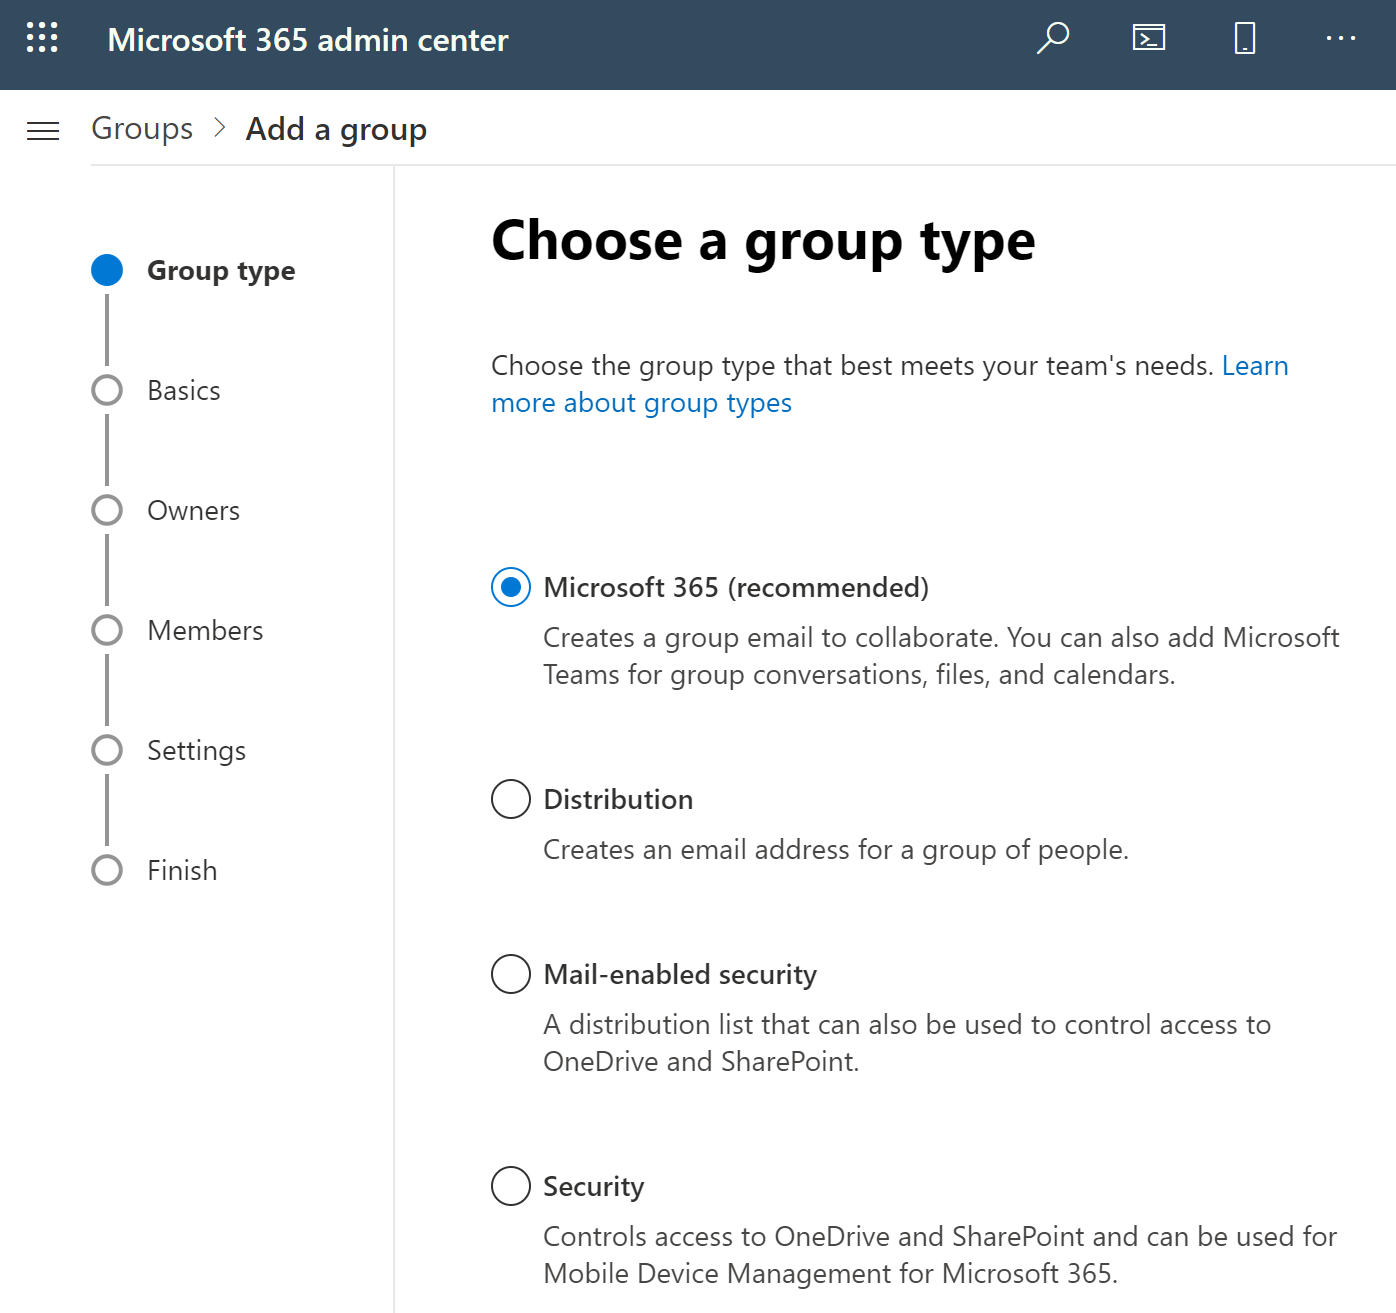 Microsoft 365 admin center
Groups > Add a group
Group type
Basics
Owners
Members
Settings
Finish
Choose a group type
Choose the group type that best meets your team's needs. Learn
more about group types
Microsoft 365 (recommended)
Creates a group email to collaborate. You can also add Microsoft
Teams for group conversations, files, and calendars.
Distribution
Creates an email address for a group of people.
Mail-enabled security
A distribution list that can also be used to control access to
OneDrive and SharePoint.
Security
Controls access to OneDrive and SharePoint and can be used for
Mobile Device Management for Microsoft 365.